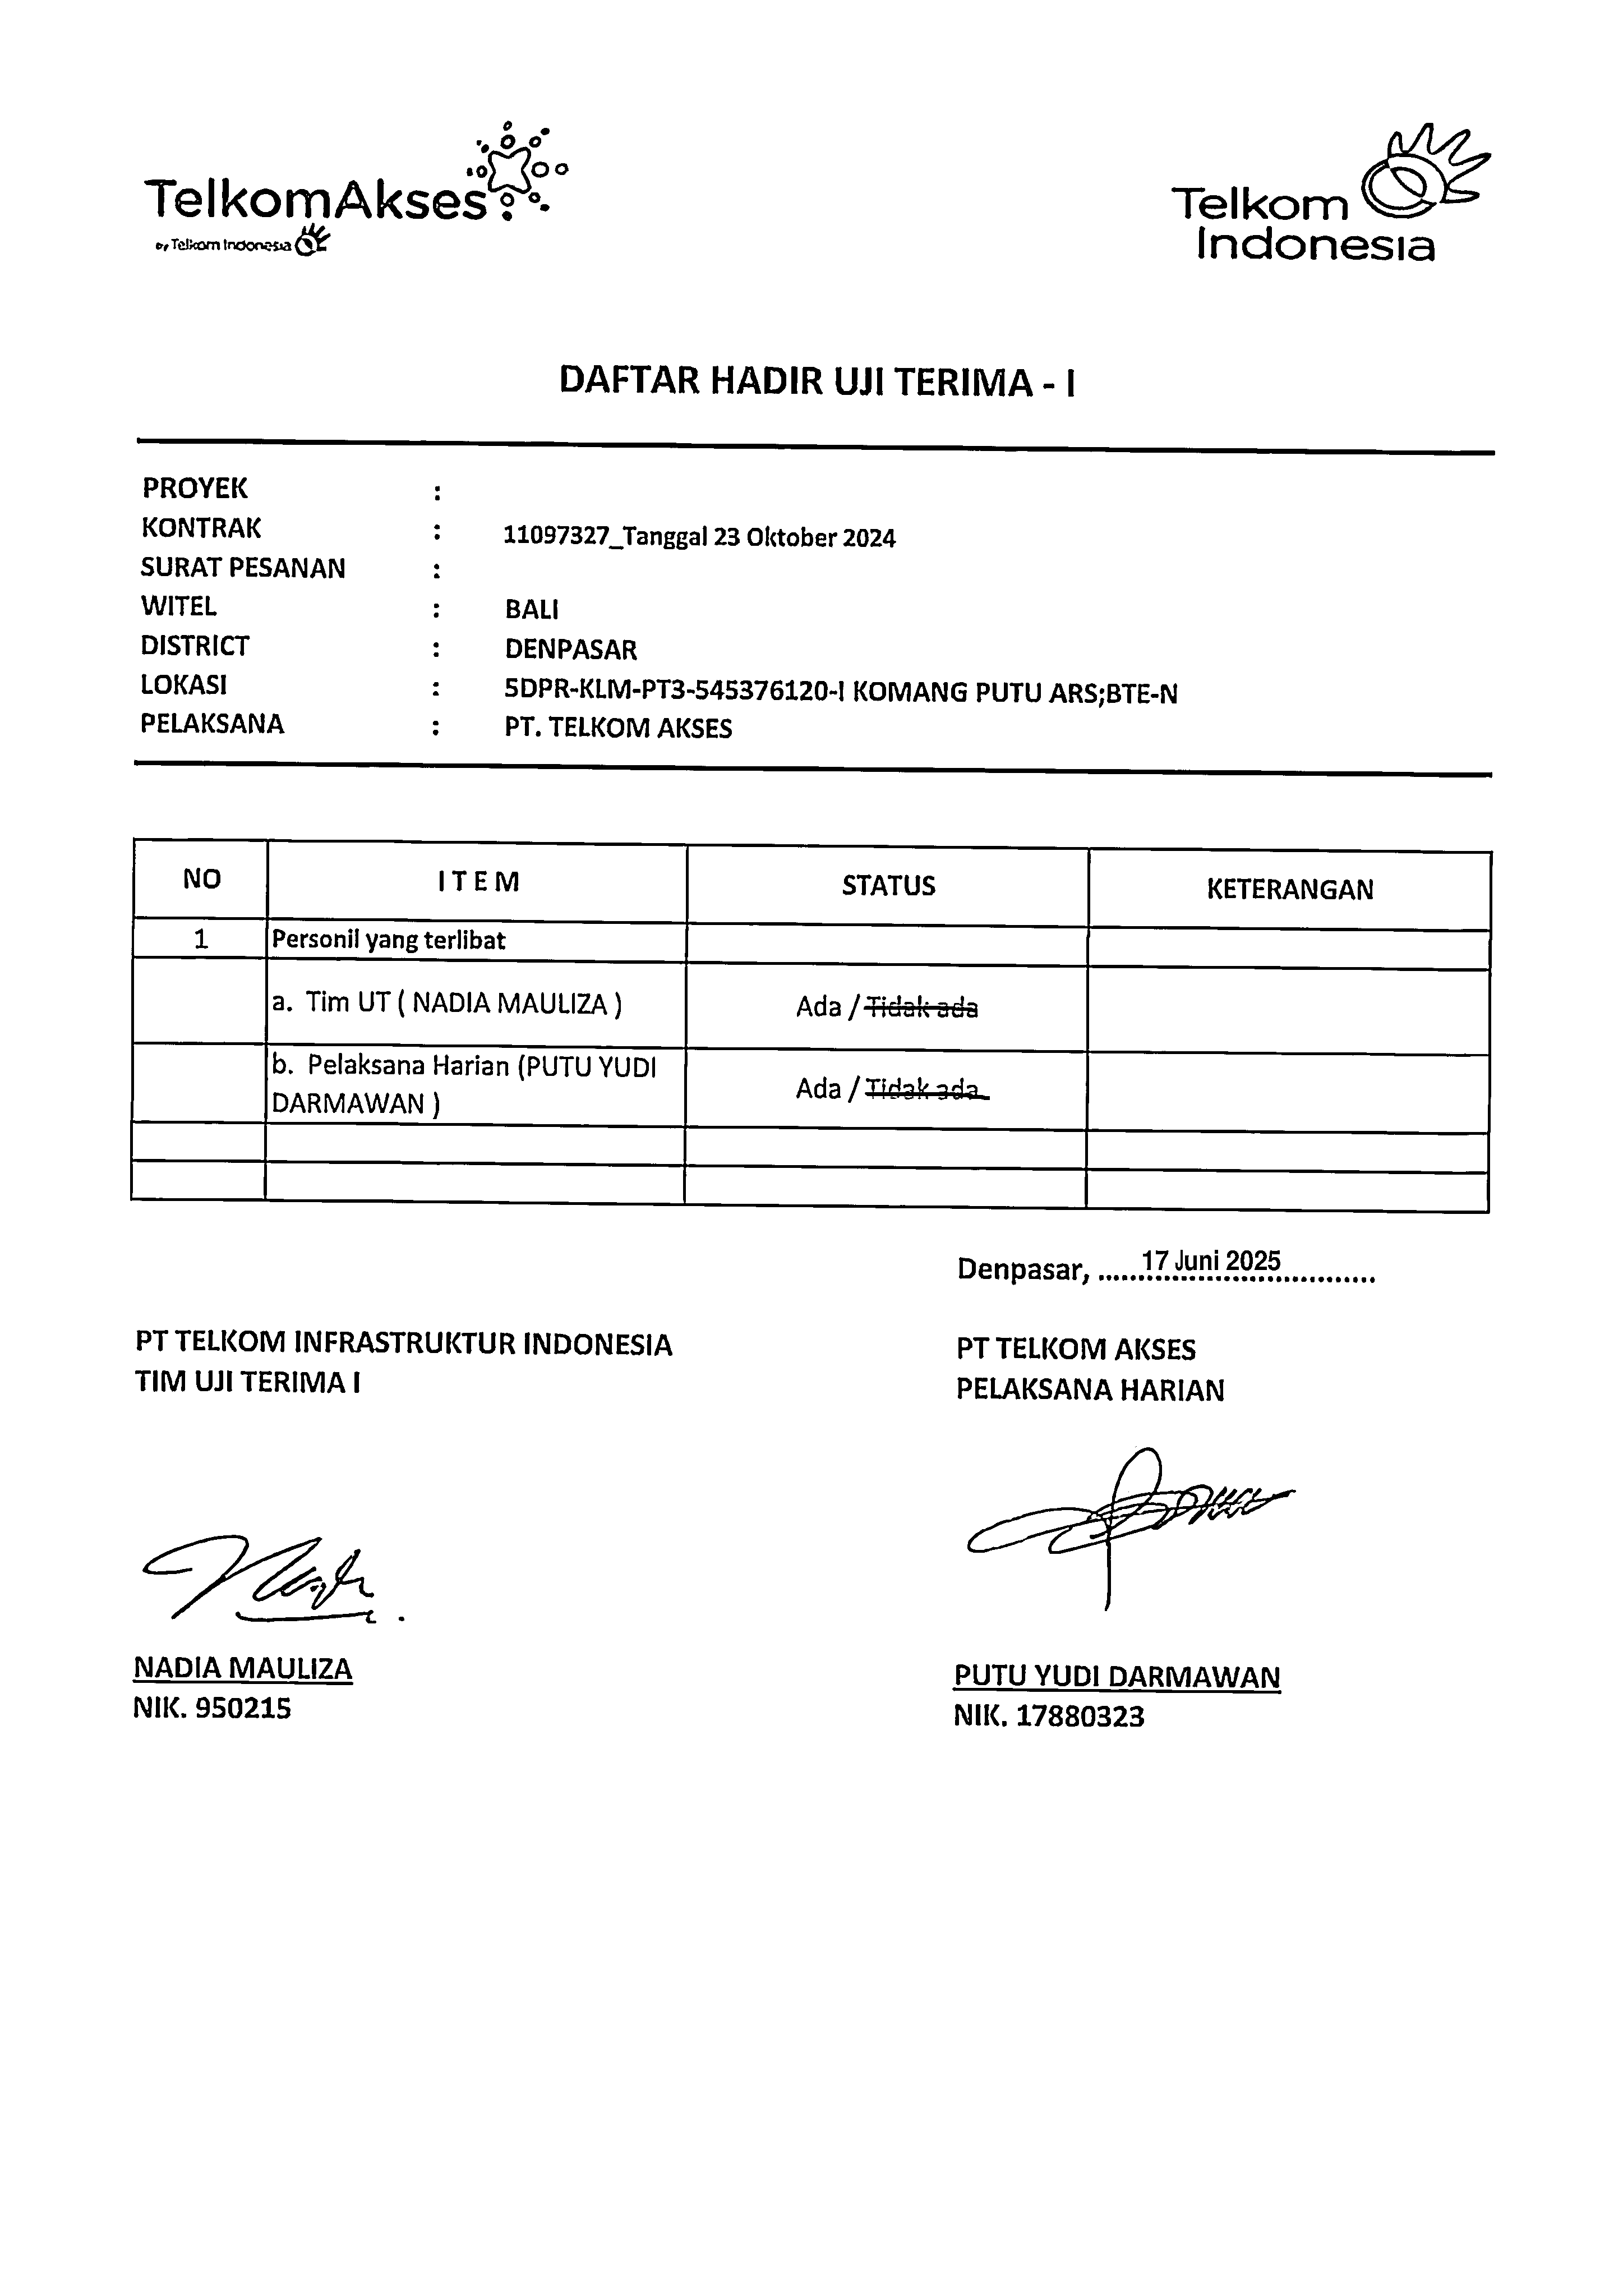 TelkomAkses
by Telkom Indonesia
Telkom
Indonesia
DAFTAR HADIR UJI TERIMA - I
PROYEK :
KONTRAK : 11097327_Tanggal 23 Oktober 2024
SURAT PESANAN :
WITEL : BALI
DISTRICT : DENPASAR
LOKASI : 5DPR-KLM-PT3-545376120-I KOMANG PUTU ARS;BTE-N
PELAKSANA : PT. TELKOM AKSES
NO I T E M STATUS KETERANGAN
1 Personil yang terlibat
a. Tim UT ( NADIA MAULIZA ) Ada / Tidak ada
b. Pelaksana Harian (PUTU YUDI
DARMAWAN ) Ada / Tidak ada
Denpasar, ..... 17 Juni 2025
PT TELKOM INFRASTRUKTUR INDONESIA
TIM UJI TERIMA I
PT TELKOM AKSES
PELAKSANA HARIAN
NADIA MAULIZA
NIK. 950215
PUTU YUDI DARMAWAN
NIK. 17880323